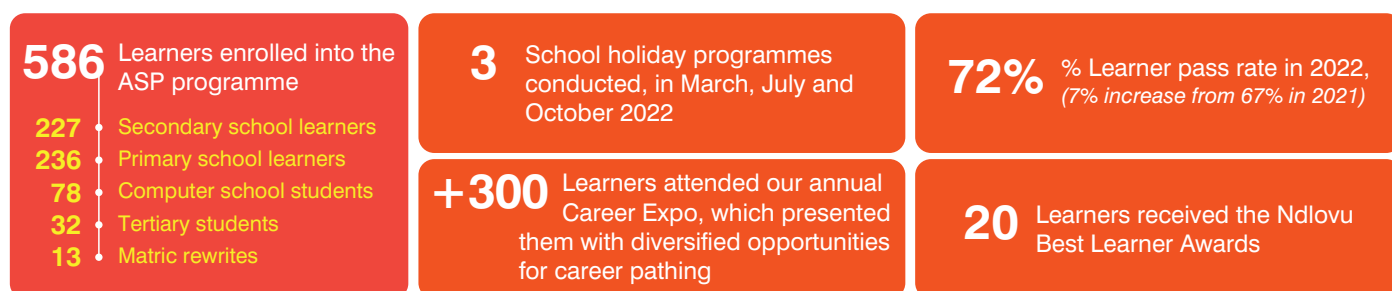 586 Learners enrolled into the
ASP programme
227 Secondary school learners
236 Primary school learners
78 Computer school students
32 Tertiary students
13 Matric rewrites
3 School holiday programmes
conducted, in March, July and
October 2022
+300 Learners attended our annual
Career Expo, which presented
them with diversified opportunities
for career pathing
72% % Learner pass rate in 2022,
(7% increase from 67% in 2021)
20 Learners received the Ndlovu
Best Learner Awards